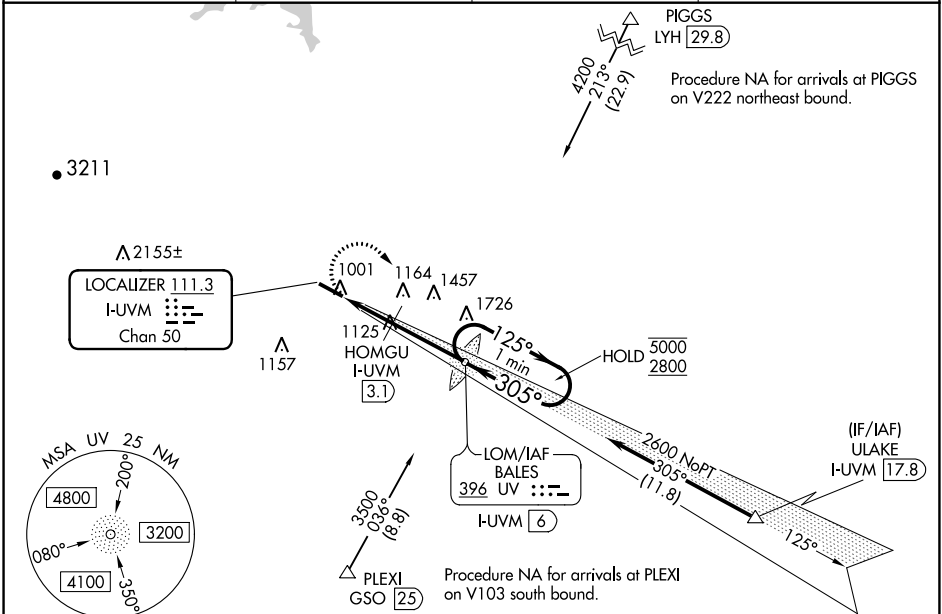 PIGGS
LYH 29.8
4200
213°
(22.9)
Procedure NA for arrivals at PIGGS
on V222 northeast bound.
3211
2155±
LOCALIZER 111.3
I-UVM
Chan 50
1001
1164
1457
1726
1125
1157
HOMGU
I-UVM
3.1
125°
1 min
305°
HOLD 5000
2800
LOM/IAF
BALES
396 UV
I-UVM 6
2600 NoPT
305°
(11.8)
(IF/IAF)
ULAKE
I-UVM 17.8
125°
MSA UV 25 NM
200°
4800
3200
080°
4100
350°
3500
036°
(8.8)
PLEXI
GSO 25
Procedure NA for arrivals at PLEXI
on V103 south bound.